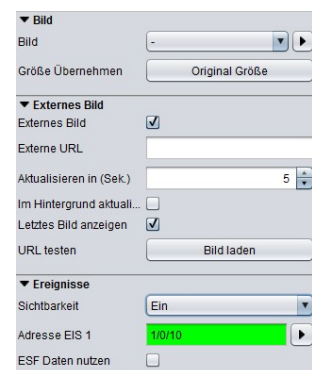 ▼ Bild
Bild -
Größe Übernehmen Original Größe
▼ Externes Bild
Externes Bild
Externe URL
Aktualisieren in (Sek.) 5
Im Hintergrund aktuali...
Letztes Bild anzeigen
URL testen Bild laden
▼ Ereignisse
Sichtbarkeit Ein
Adresse EIS 1 1/0/10
ESF Daten nutzen